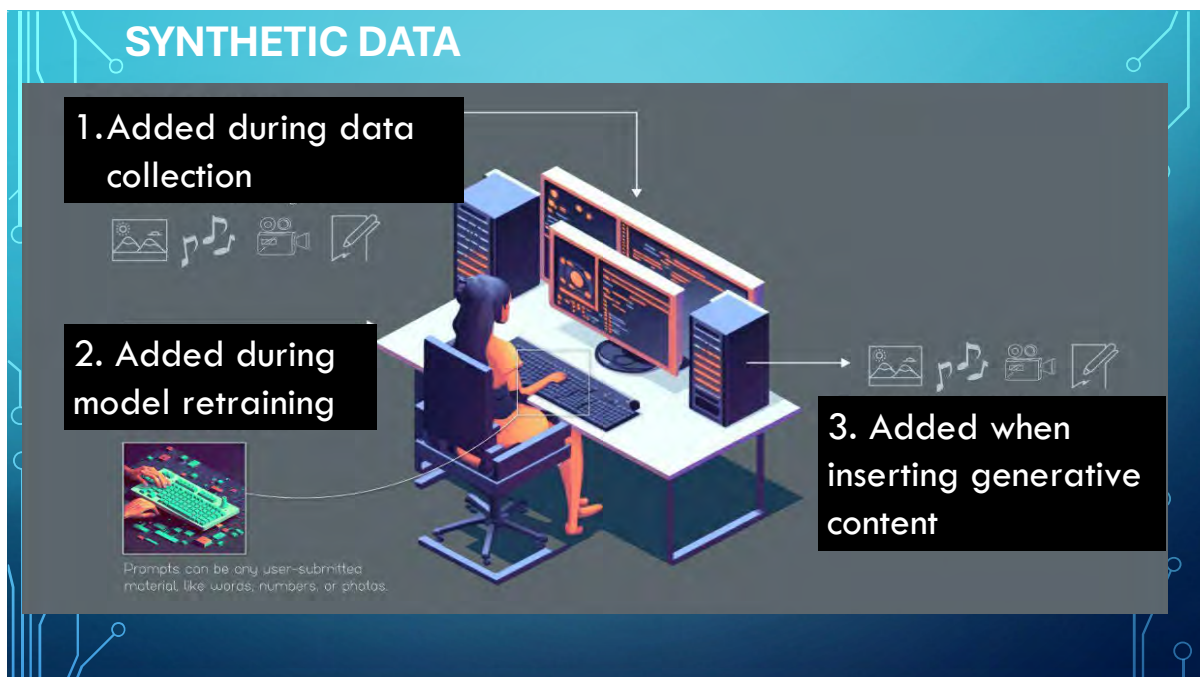 SYNTHETIC DATA
1. Added during data
collection
2. Added during
model retraining
3. Added when
inserting generative
content
Prompts can be any user-submitted
material, like words, numbers, or photos.